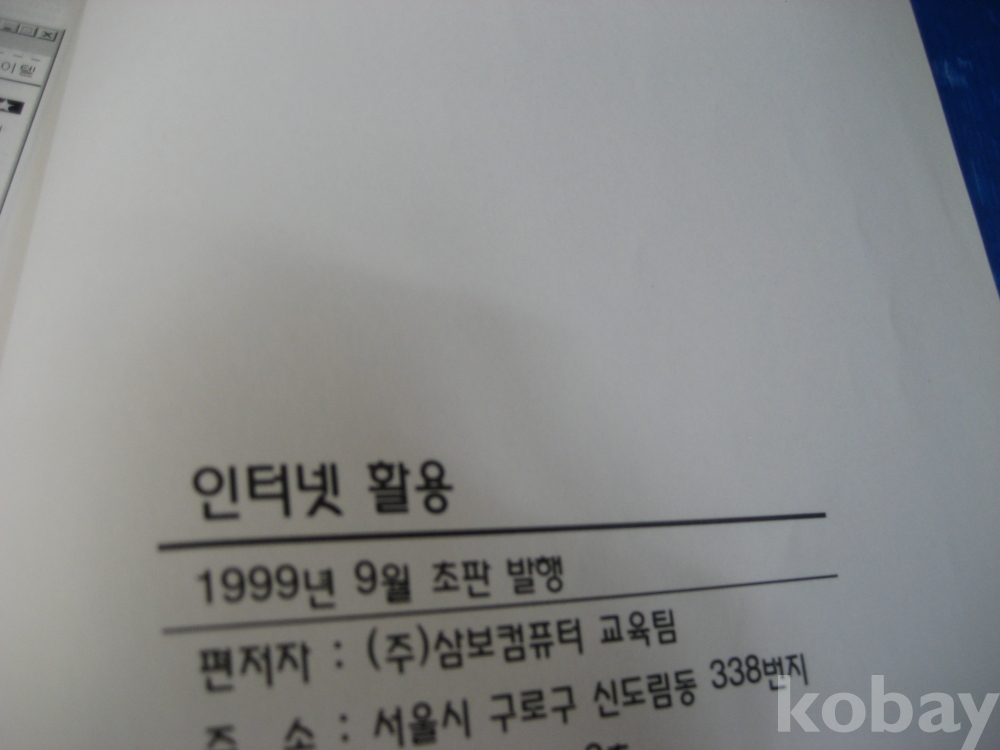 인터넷 활용
1999년 9월 초판 발행
편저자 : (주)삼보컴퓨터 교육팀
주 소 : 서울시 구로구 신도림동 338번지
kobay